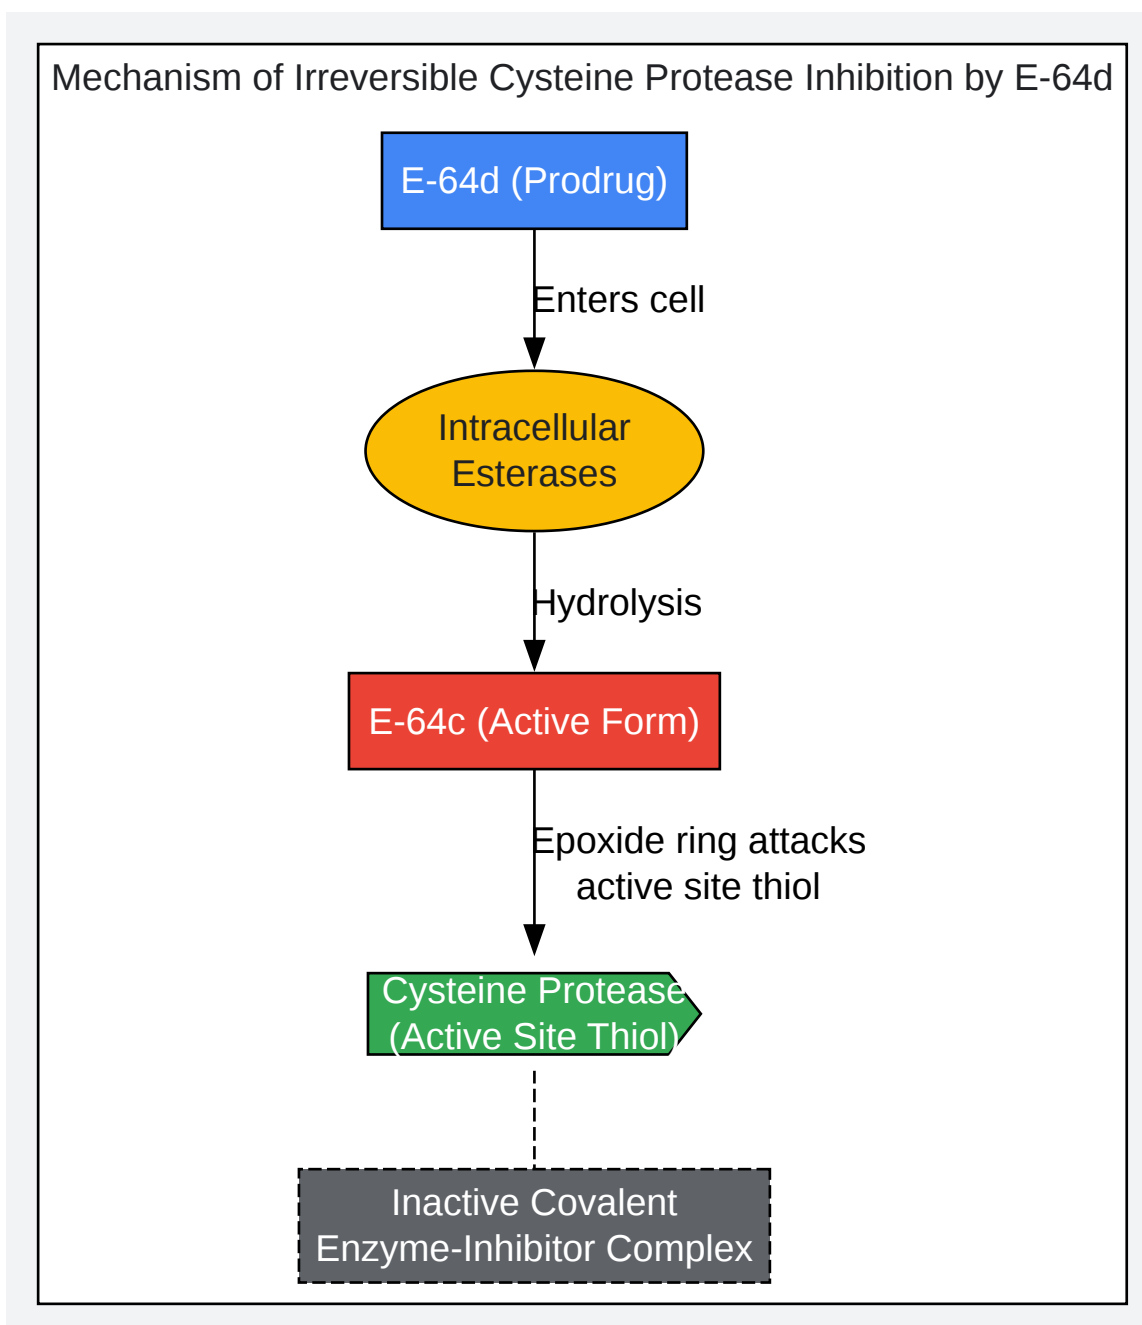 Mechanism of Irreversible Cysteine Protease Inhibition by E-64d
E-64d (Prodrug)
Enters cell
Intracellular
Esterases
Hydrolysis
E-64c (Active Form)
Epoxide ring attacks
active site thiol
Cysteine Protease
(Active Site Thiol)
Inactive Covalent
Enzyme-Inhibitor Complex